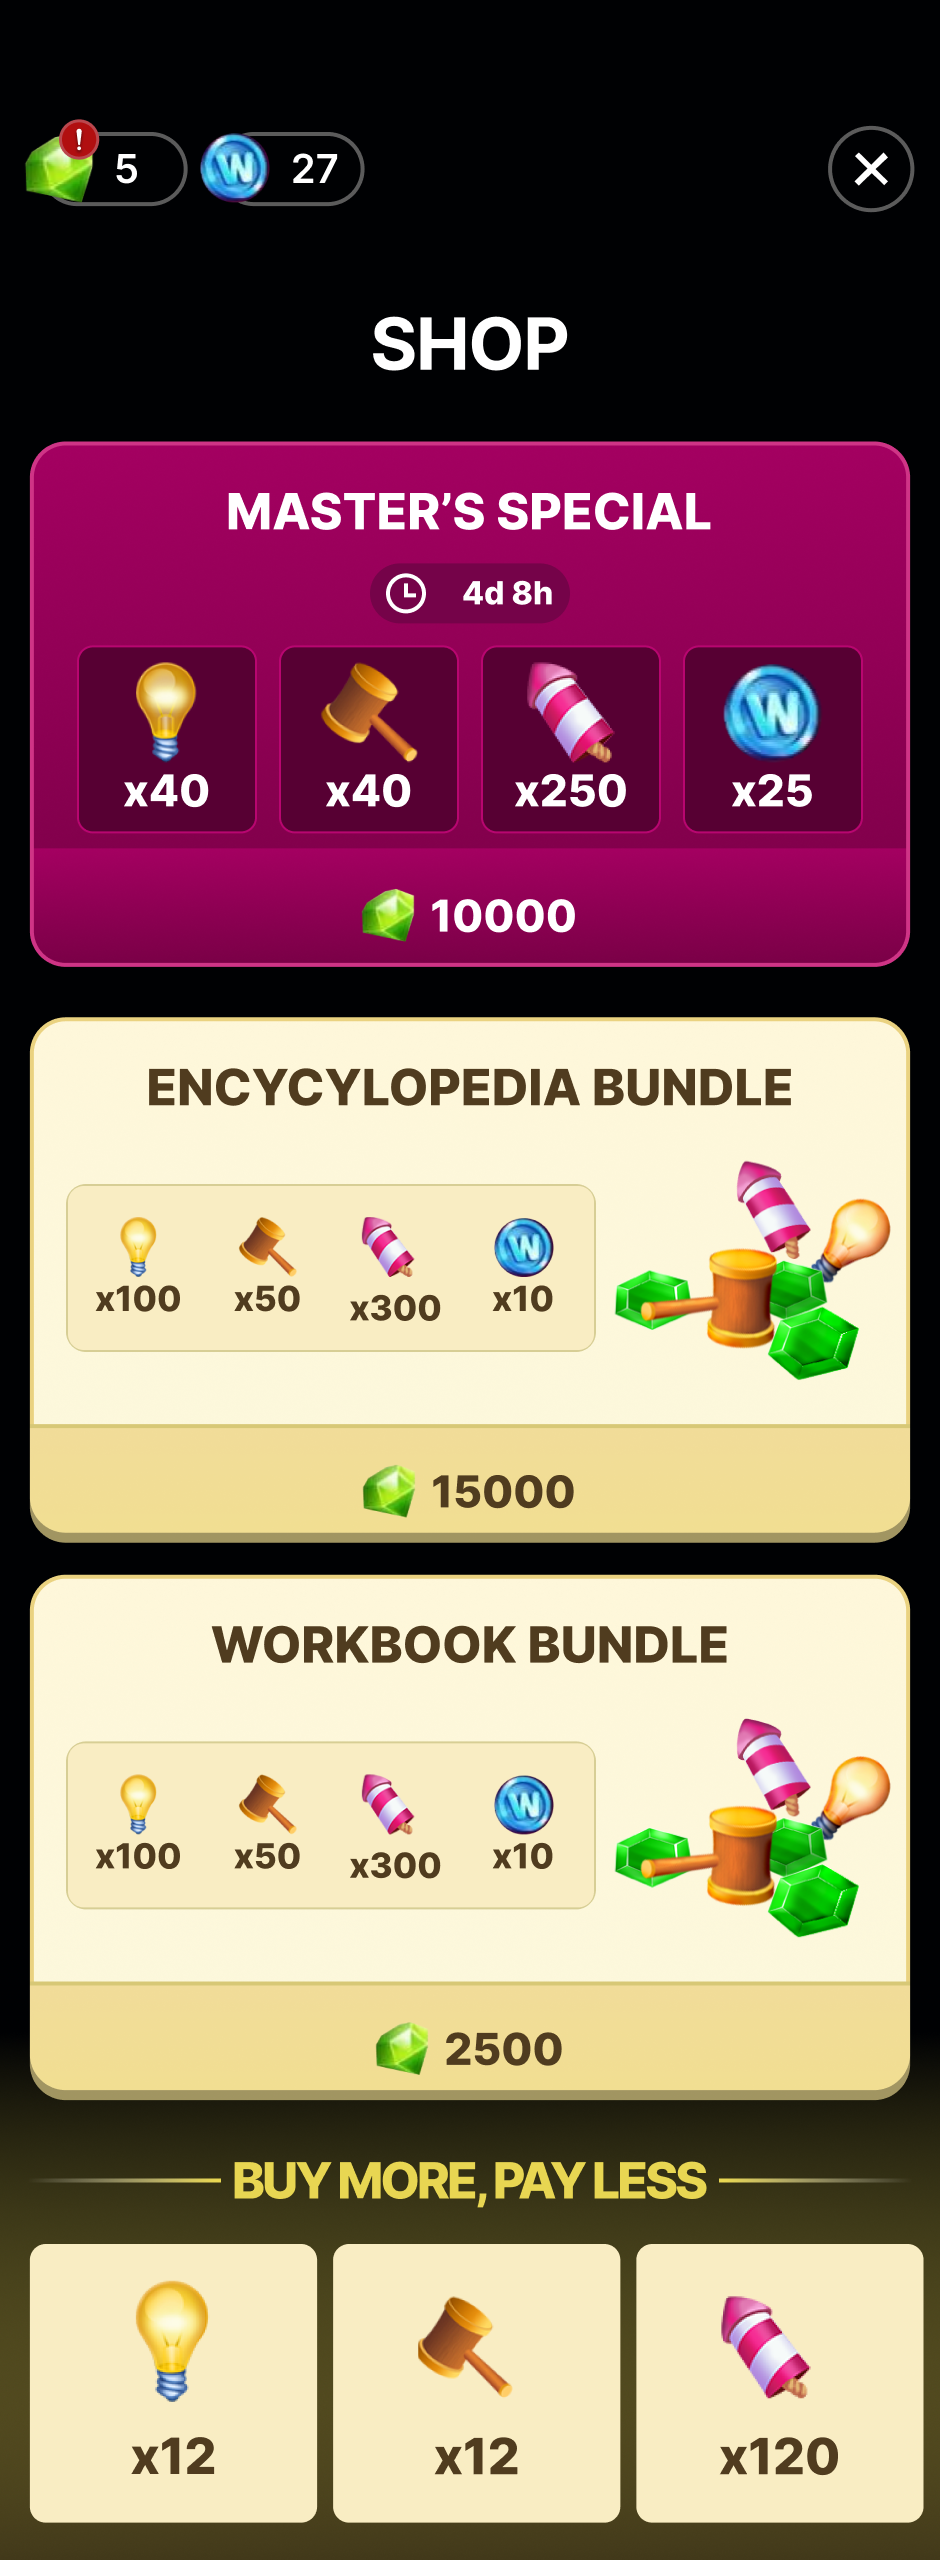 ! 5 W 27
SHOP
MASTER’S SPECIAL
4d 8h
W
x40 x40 x250 x25
10000
ENCYCYLOPEDIA BUNDLE
W
x100 x50 x300 x10
15000
WORKBOOK BUNDLE
W
x100 x50 x300 x10
2500
BUY MORE, PAY LESS
x12 x12 x120